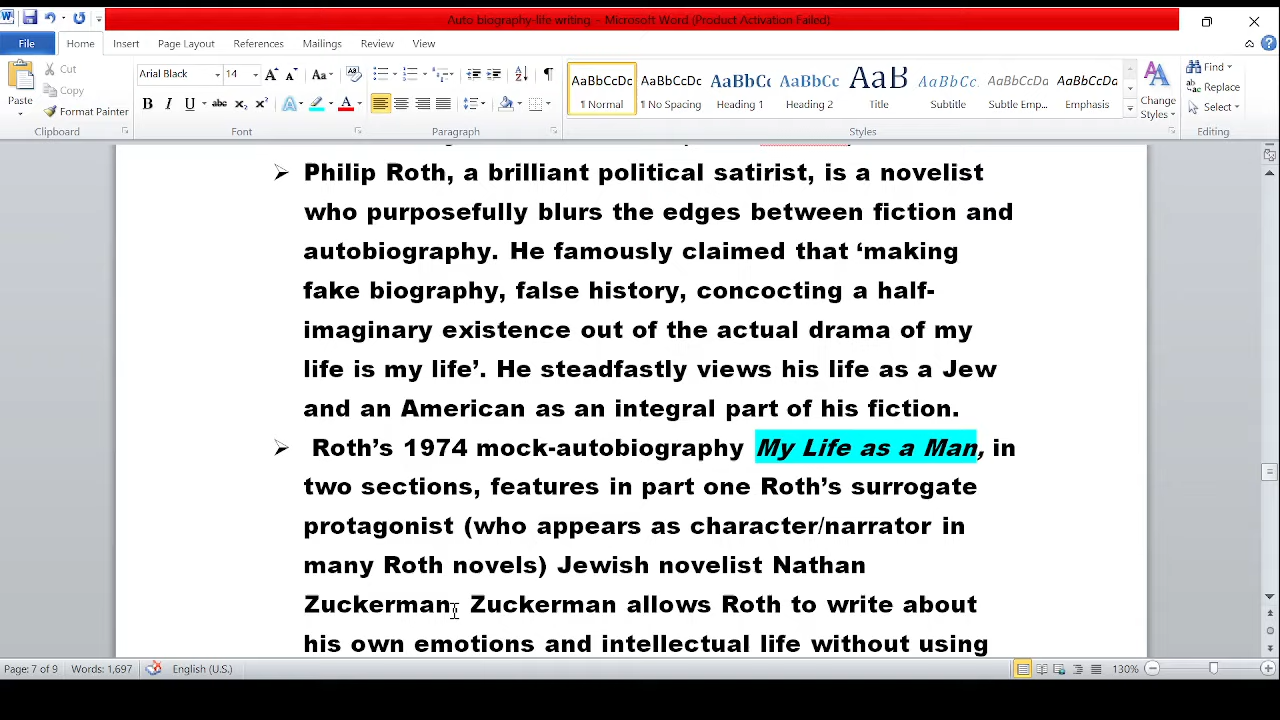 Auto biography-life writing - Microsoft Word (Product Activation Failed)
File Home Insert Page Layout References Mailings Review View
Paste
Cut
Copy
Format Painter
Clipboard
Arial Black 14
Font
Paragraph
AaBbCcDc AaBbCcDc AaBbCc AaBbCc AaB AaBbCc. AaBbCcDc AaBbCcDc
¶ Normal ¶ No Spacing Heading 1 Heading 2 Title Subtitle Subtle Em... Emphasis
Change Styles
Styles
Find
Replace
Select
Editing
Philip Roth, a brilliant political satirist, is a novelist
who purposefully blurs the edges between fiction and
autobiography. He famously claimed that ‘making
fake biography, false history, concocting a half-
imaginary existence out of the actual drama of my
life is my life’. He steadfastly views his life as a Jew
and an American as an integral part of his fiction.
Roth’s 1974 mock-autobiography My Life as a Man, in
two sections, features in part one Roth’s surrogate
protagonist (who appears as character/narrator in
many Roth novels) Jewish novelist Nathan
Zuckerman. Zuckerman allows Roth to write about
his own emotions and intellectual life without using
Page: 7 of 9 Words: 1,697 English (U.S.) 130%